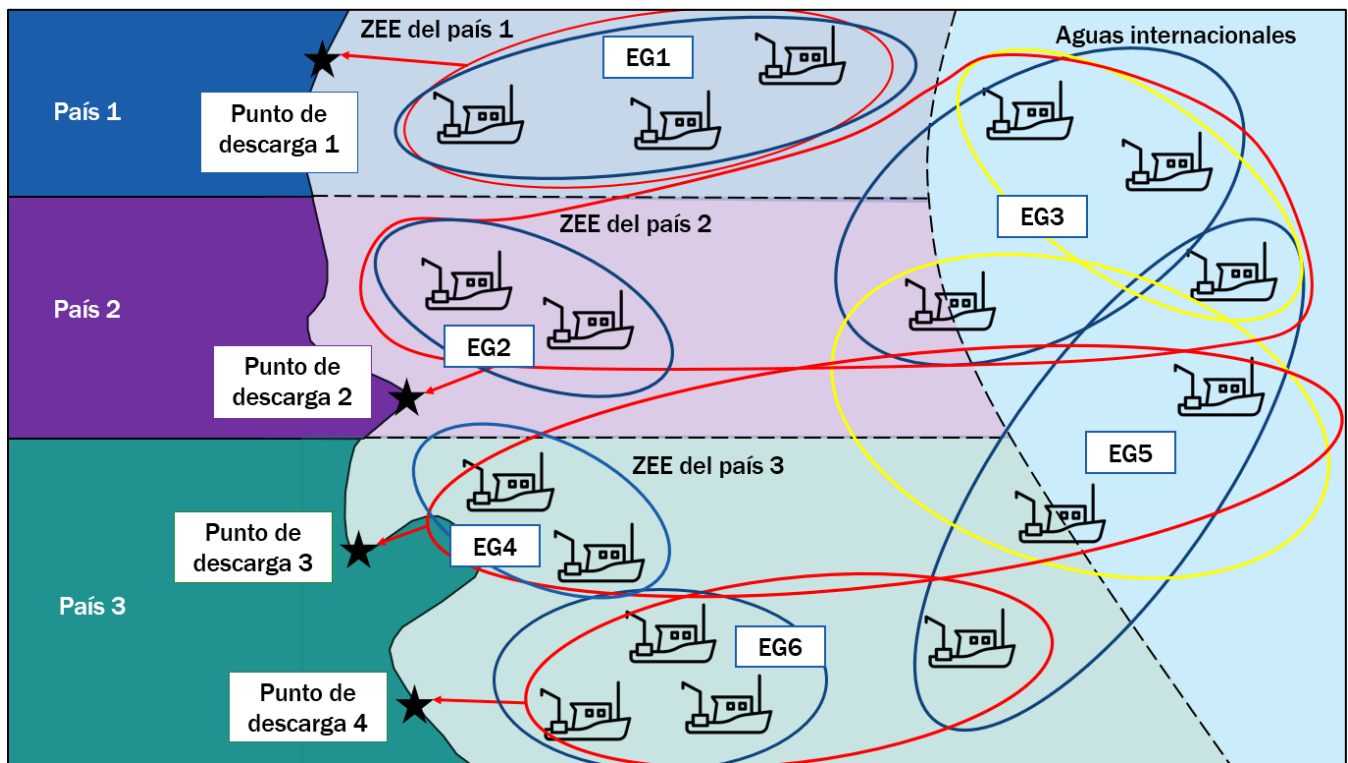 ZEE del país 1
Aguas internacionales
EG1
País 1
Punto de
descarga 1
EG3
ZEE del país 2
País 2
EG2
Punto de
descarga 2
EG5
ZEE del país 3
Punto de
descarga 3
EG4
País 3
EG6
Punto de
descarga 4